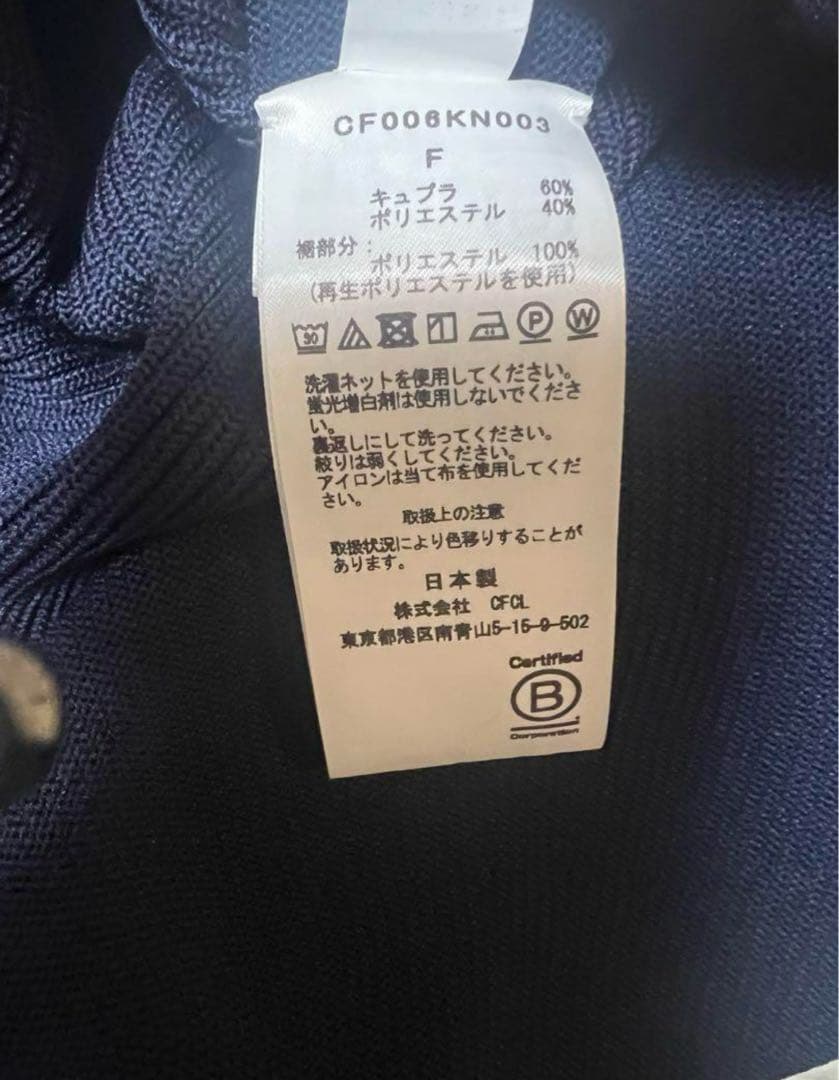 CF006KN003
F
キュプラ 60%
ポリエステル 40%
裾部分:
ポリエステル 100%
(再生ポリエステルを使用)
30
P
W
洗濯ネットを使用してください。
蛍光増白剤は使用しないでくださ
い。
裏返しにして洗ってください。
絞りは弱くしてください。
アイロンは当て布を使用してくだ
さい。
取扱上の注意
取扱状況により色移りすることが
あります。
日本製
株式会社 CFCL
東京都港区南青山5-15-9-502
Certified
B
Corporation